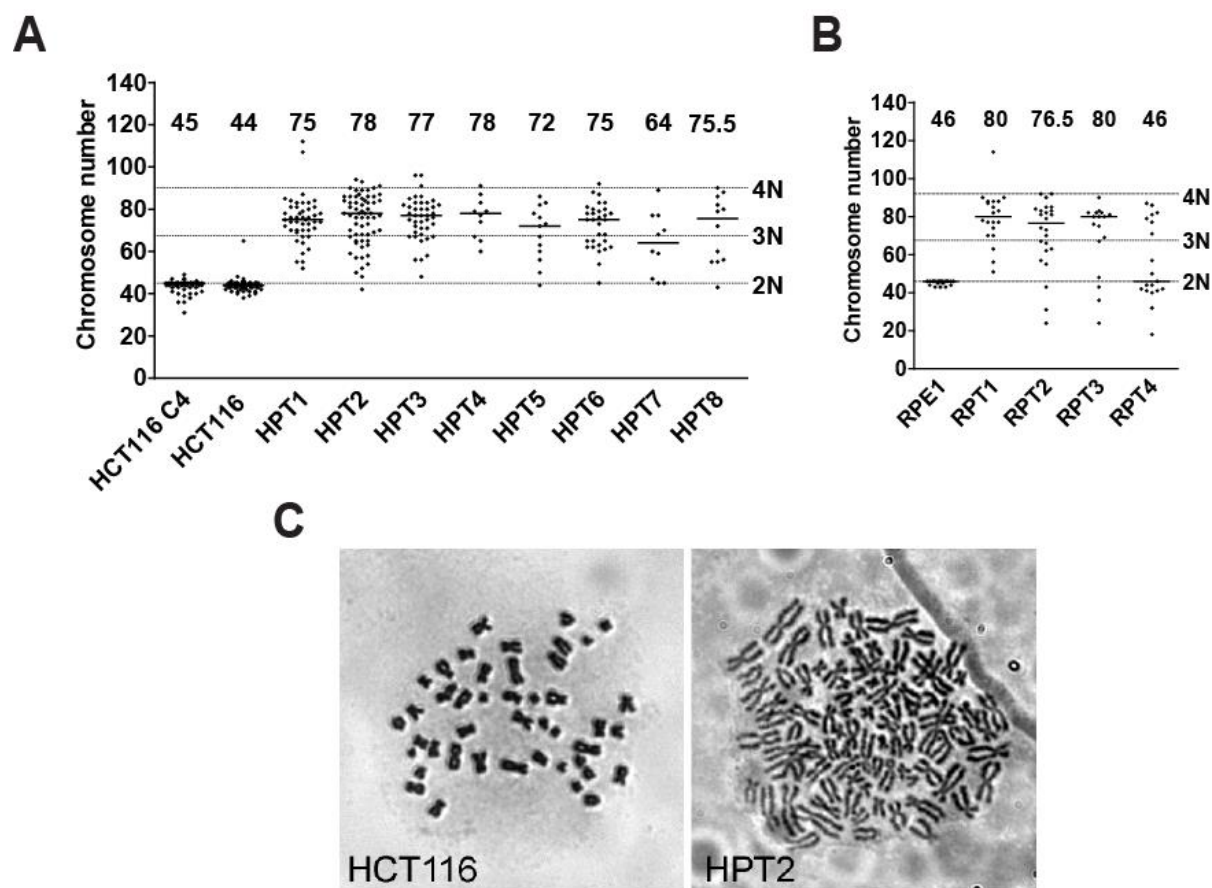 A
140
120
100
80
60
40
20
0
Chromosome number
45 44 75 78 77 78 72 75 64 75.5
4N
3N
2N
HCT116 C4
HCT116
HPT1
HPT2
HPT3
HPT4
HPT5
HPT6
HPT7
HPT8
B
140
120
100
80
60
40
20
0
Chromosome number
46 80 76.5 80 46
4N
3N
2N
RPE1
RPT1
RPT2
RPT3
RPT4
C
HCT116
HPT2